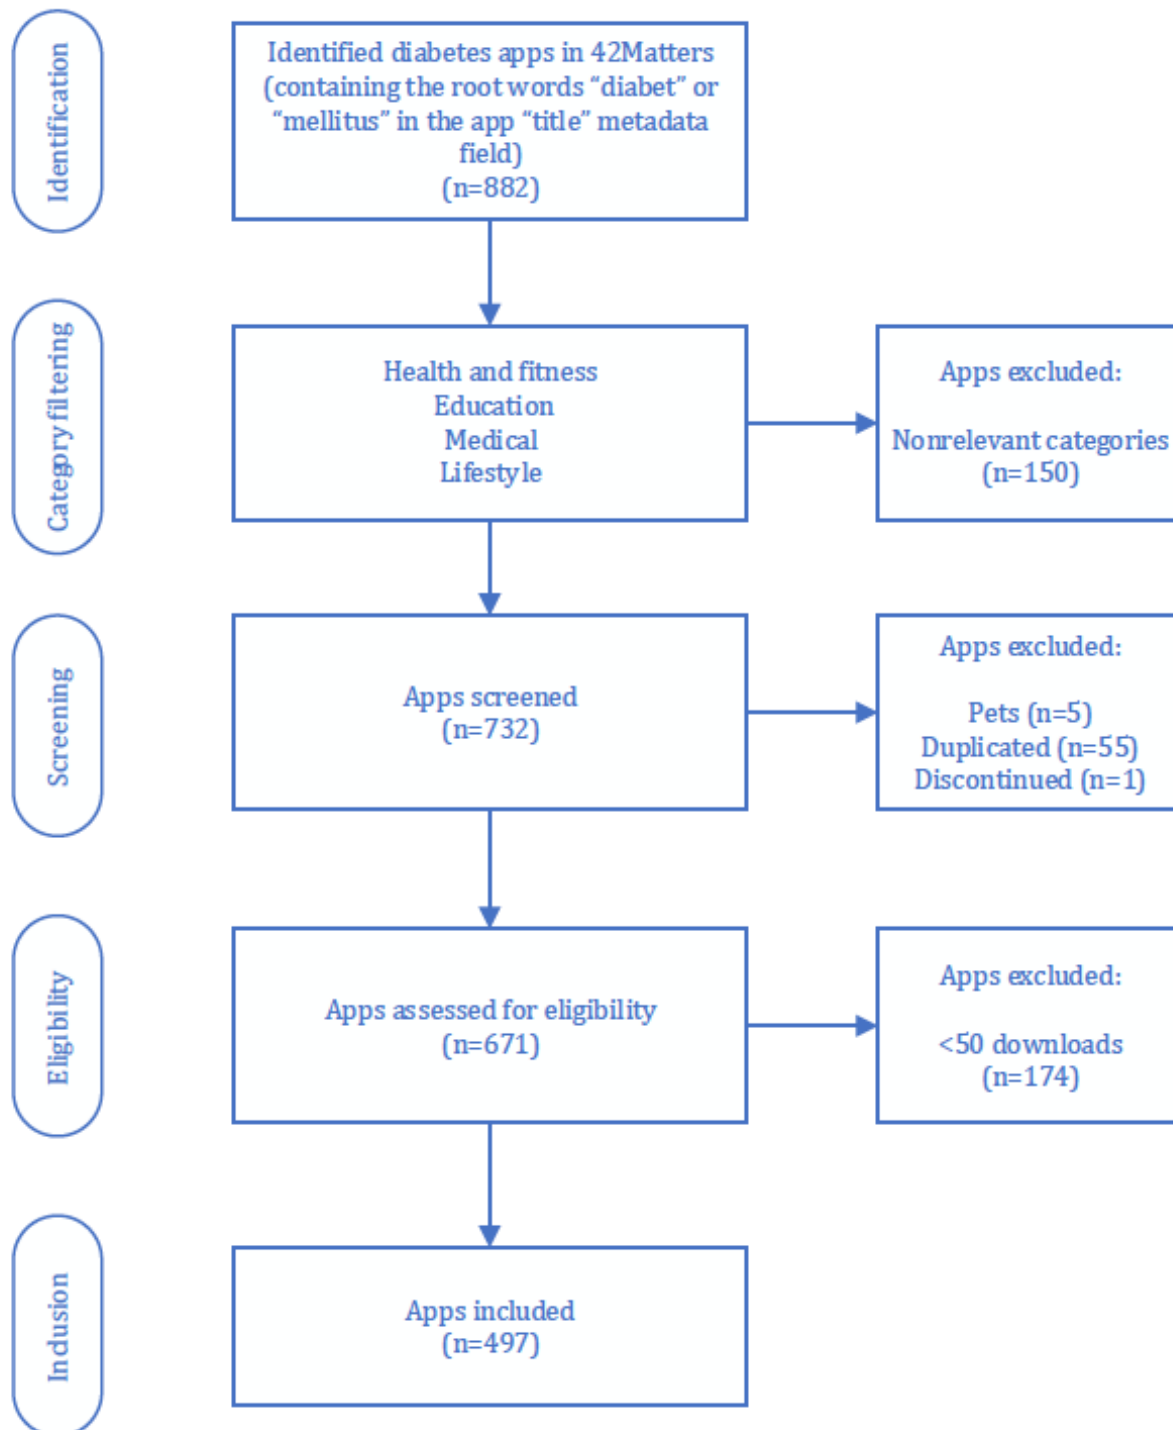 Identification
Identified diabetes apps in 42Matters
(containing the root words “diabet” or
“mellitus” in the app “title” metadata
field)
(n=882)
Category filtering
Health and fitness
Education
Medical
Lifestyle
Apps excluded:
Nonrelevant categories
(n=150)
Screening
Apps screened
(n=732)
Apps excluded:
Pets (n=5)
Duplicated (n=55)
Discontinued (n=1)
Eligibility
Apps assessed for eligibility
(n=671)
Apps excluded:
<50 downloads
(n=174)
Inclusion
Apps included
(n=497)